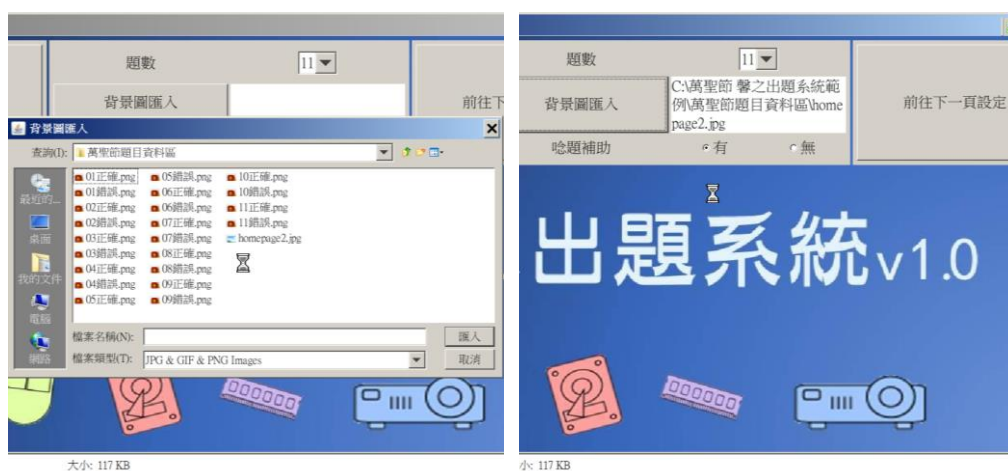 題數
11
背景圖匯入
前往下
背景圖匯入
查詢(I):
萬聖節題目資料區
最近的...
桌面
我的文件
電腦
網路
01正確.png
01錯誤.png
02正確.png
02錯誤.png
03正確.png
03錯誤.png
04正確.png
04錯誤.png
05正確.png
05錯誤.png
06正確.png
06錯誤.png
07正確.png
07錯誤.png
08正確.png
08錯誤.png
09正確.png
09錯誤.png
10正確.png
10錯誤.png
11正確.png
11錯誤.png
homepage2.jpg
檔案名稱(N):
匯入
檔案類型(T):
JPG & GIF & PNG Images
取消
大小: 117 KB
題數
11
背景圖匯入
C:\萬聖節 馨之出題系統範
例\萬聖節題目資料區\home
page2.jpg
前往下一頁設定
唸題補助
有
無
出題系統v1.0
小: 117 KB